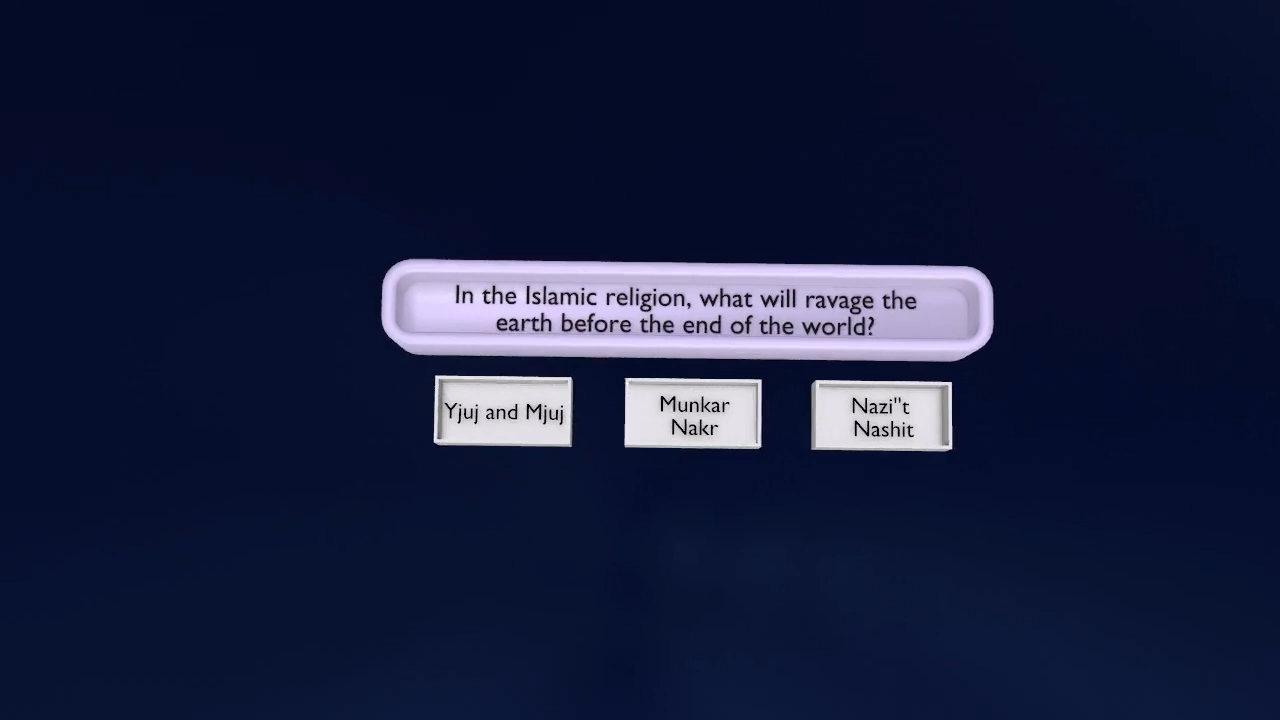 In the Islamic religion, what will ravage the
earth before the end of the world?
Yjuj and Mjuj
Munkar
Nakr
Nazi"t
Nashit